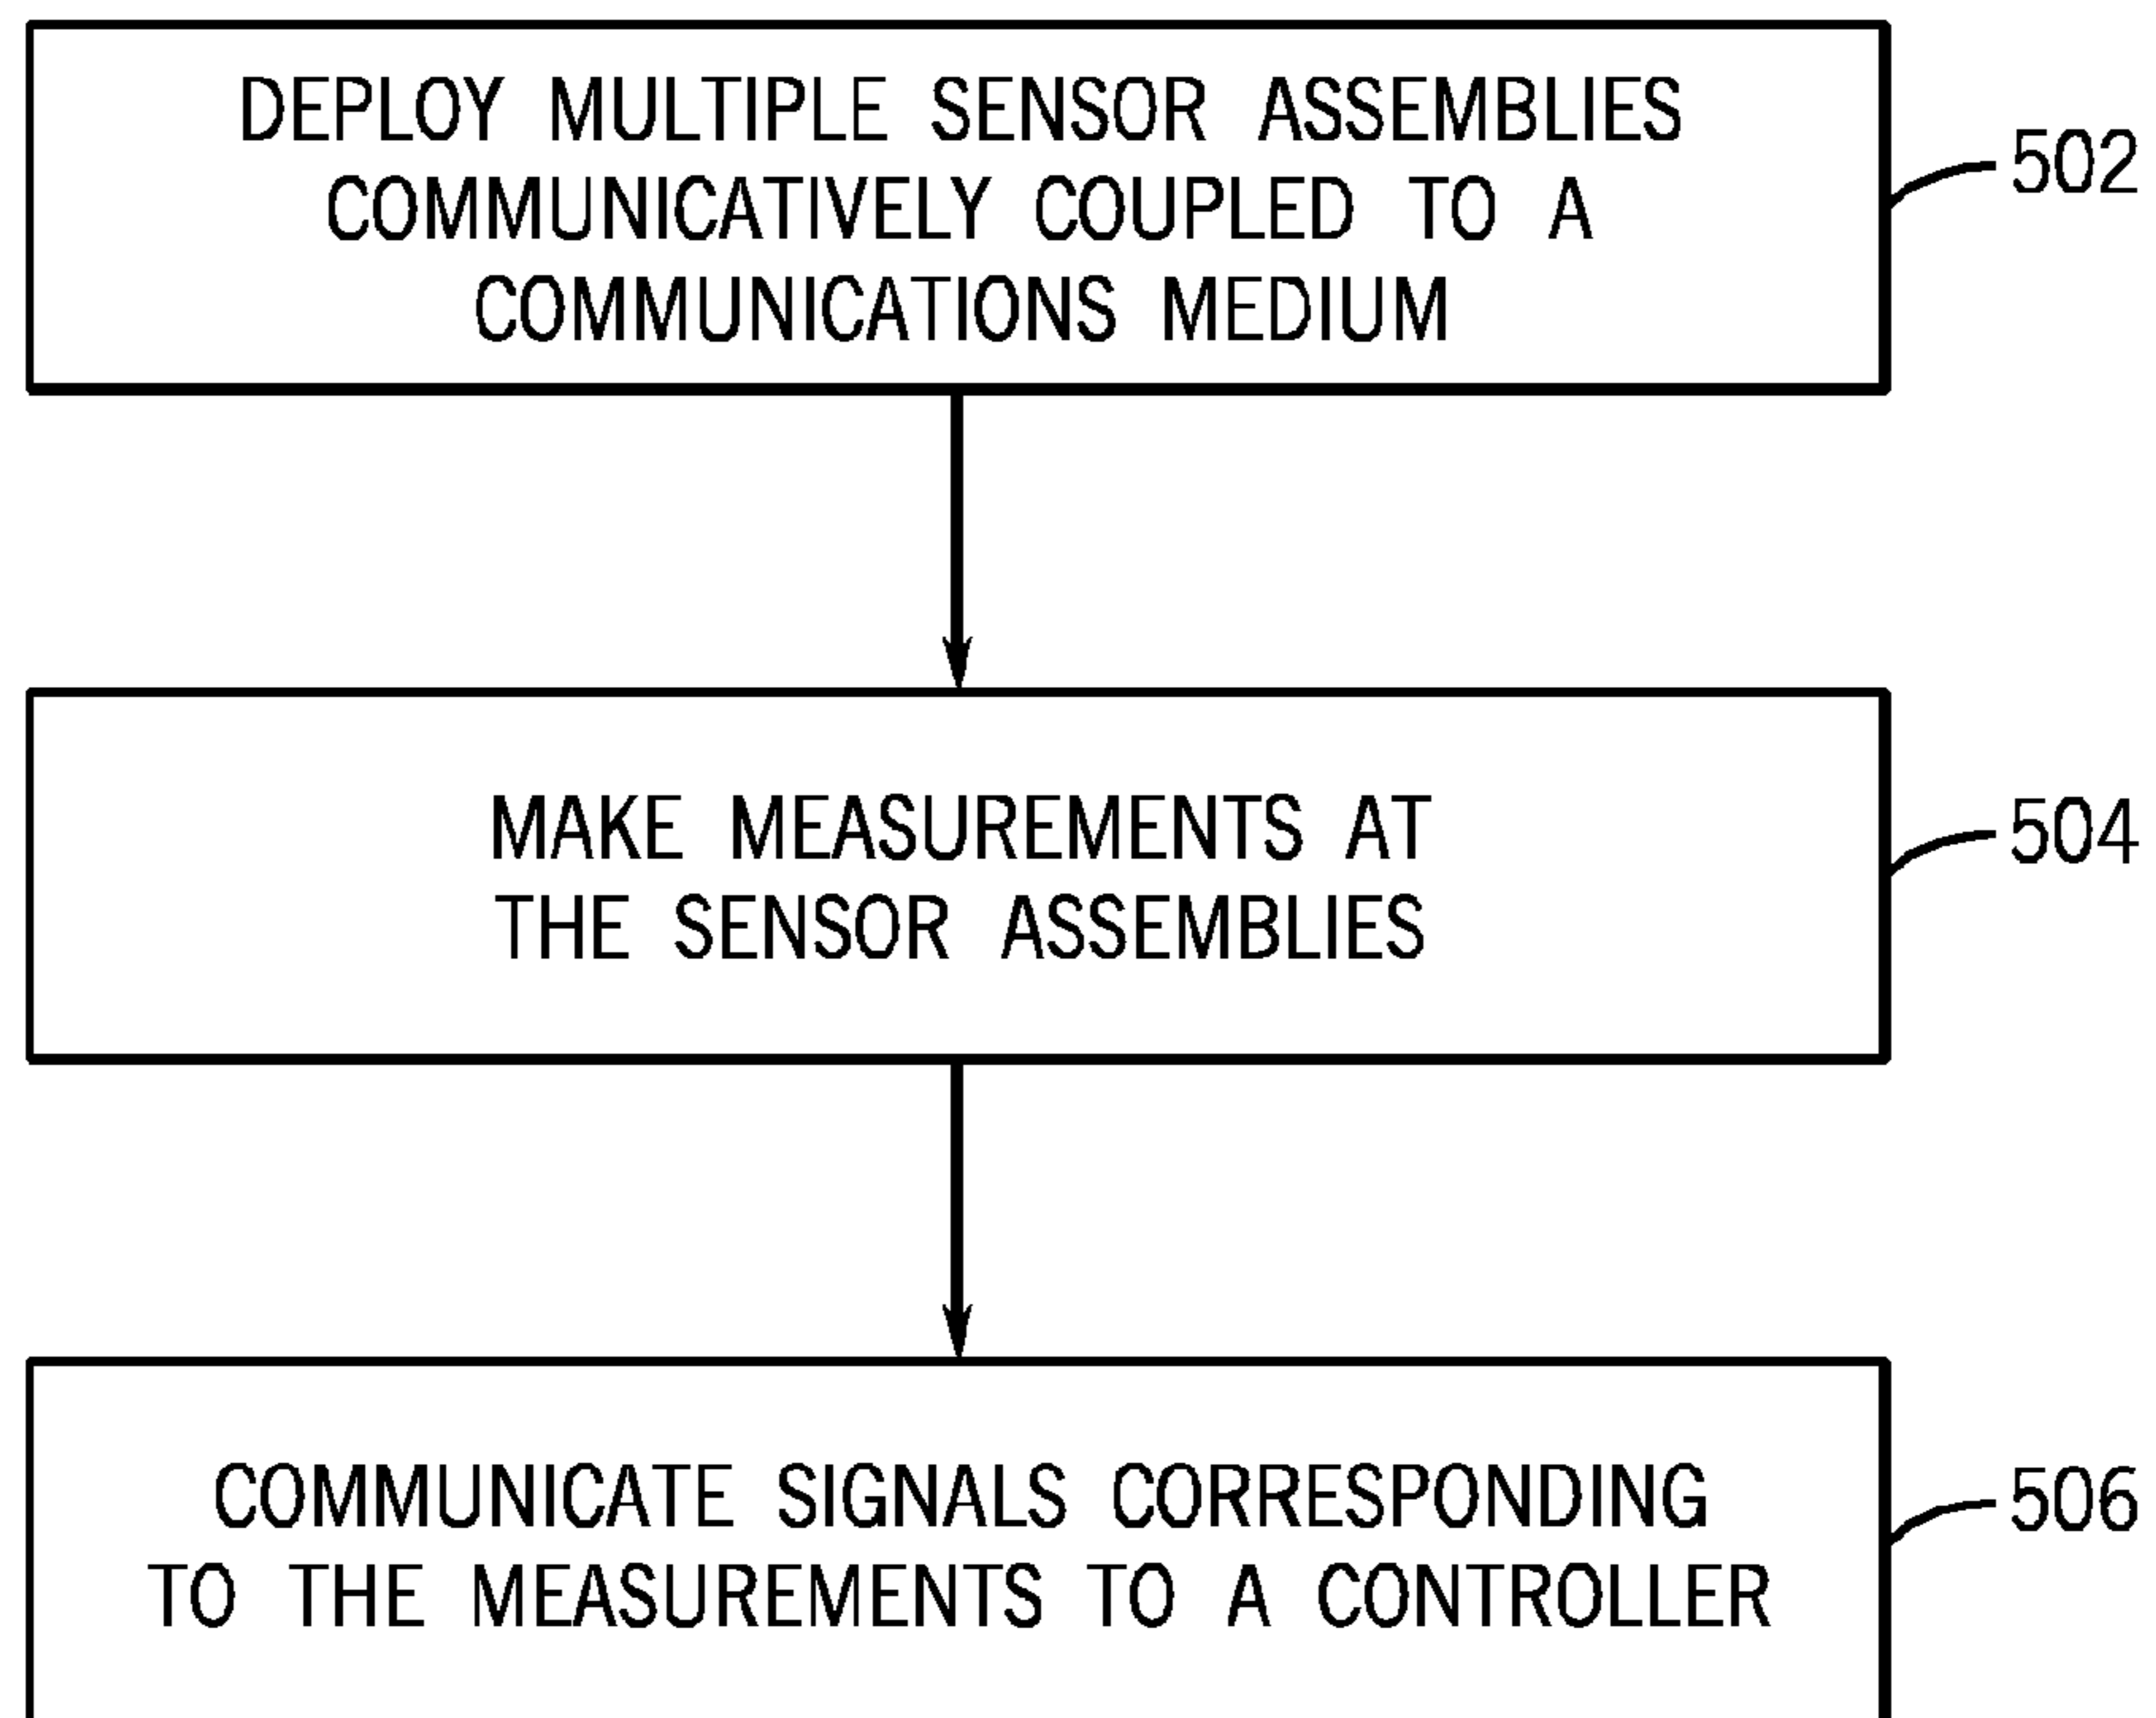 DEPLOY MULTIPLE SENSOR ASSEMBLIES
COMMUNICATIVELY COUPLED TO A
COMMUNICATIONS MEDIUM
502
MAKE MEASUREMENTS AT
THE SENSOR ASSEMBLIES
504
COMMUNICATE SIGNALS CORRESPONDING
TO THE MEASUREMENTS TO A CONTROLLER
506